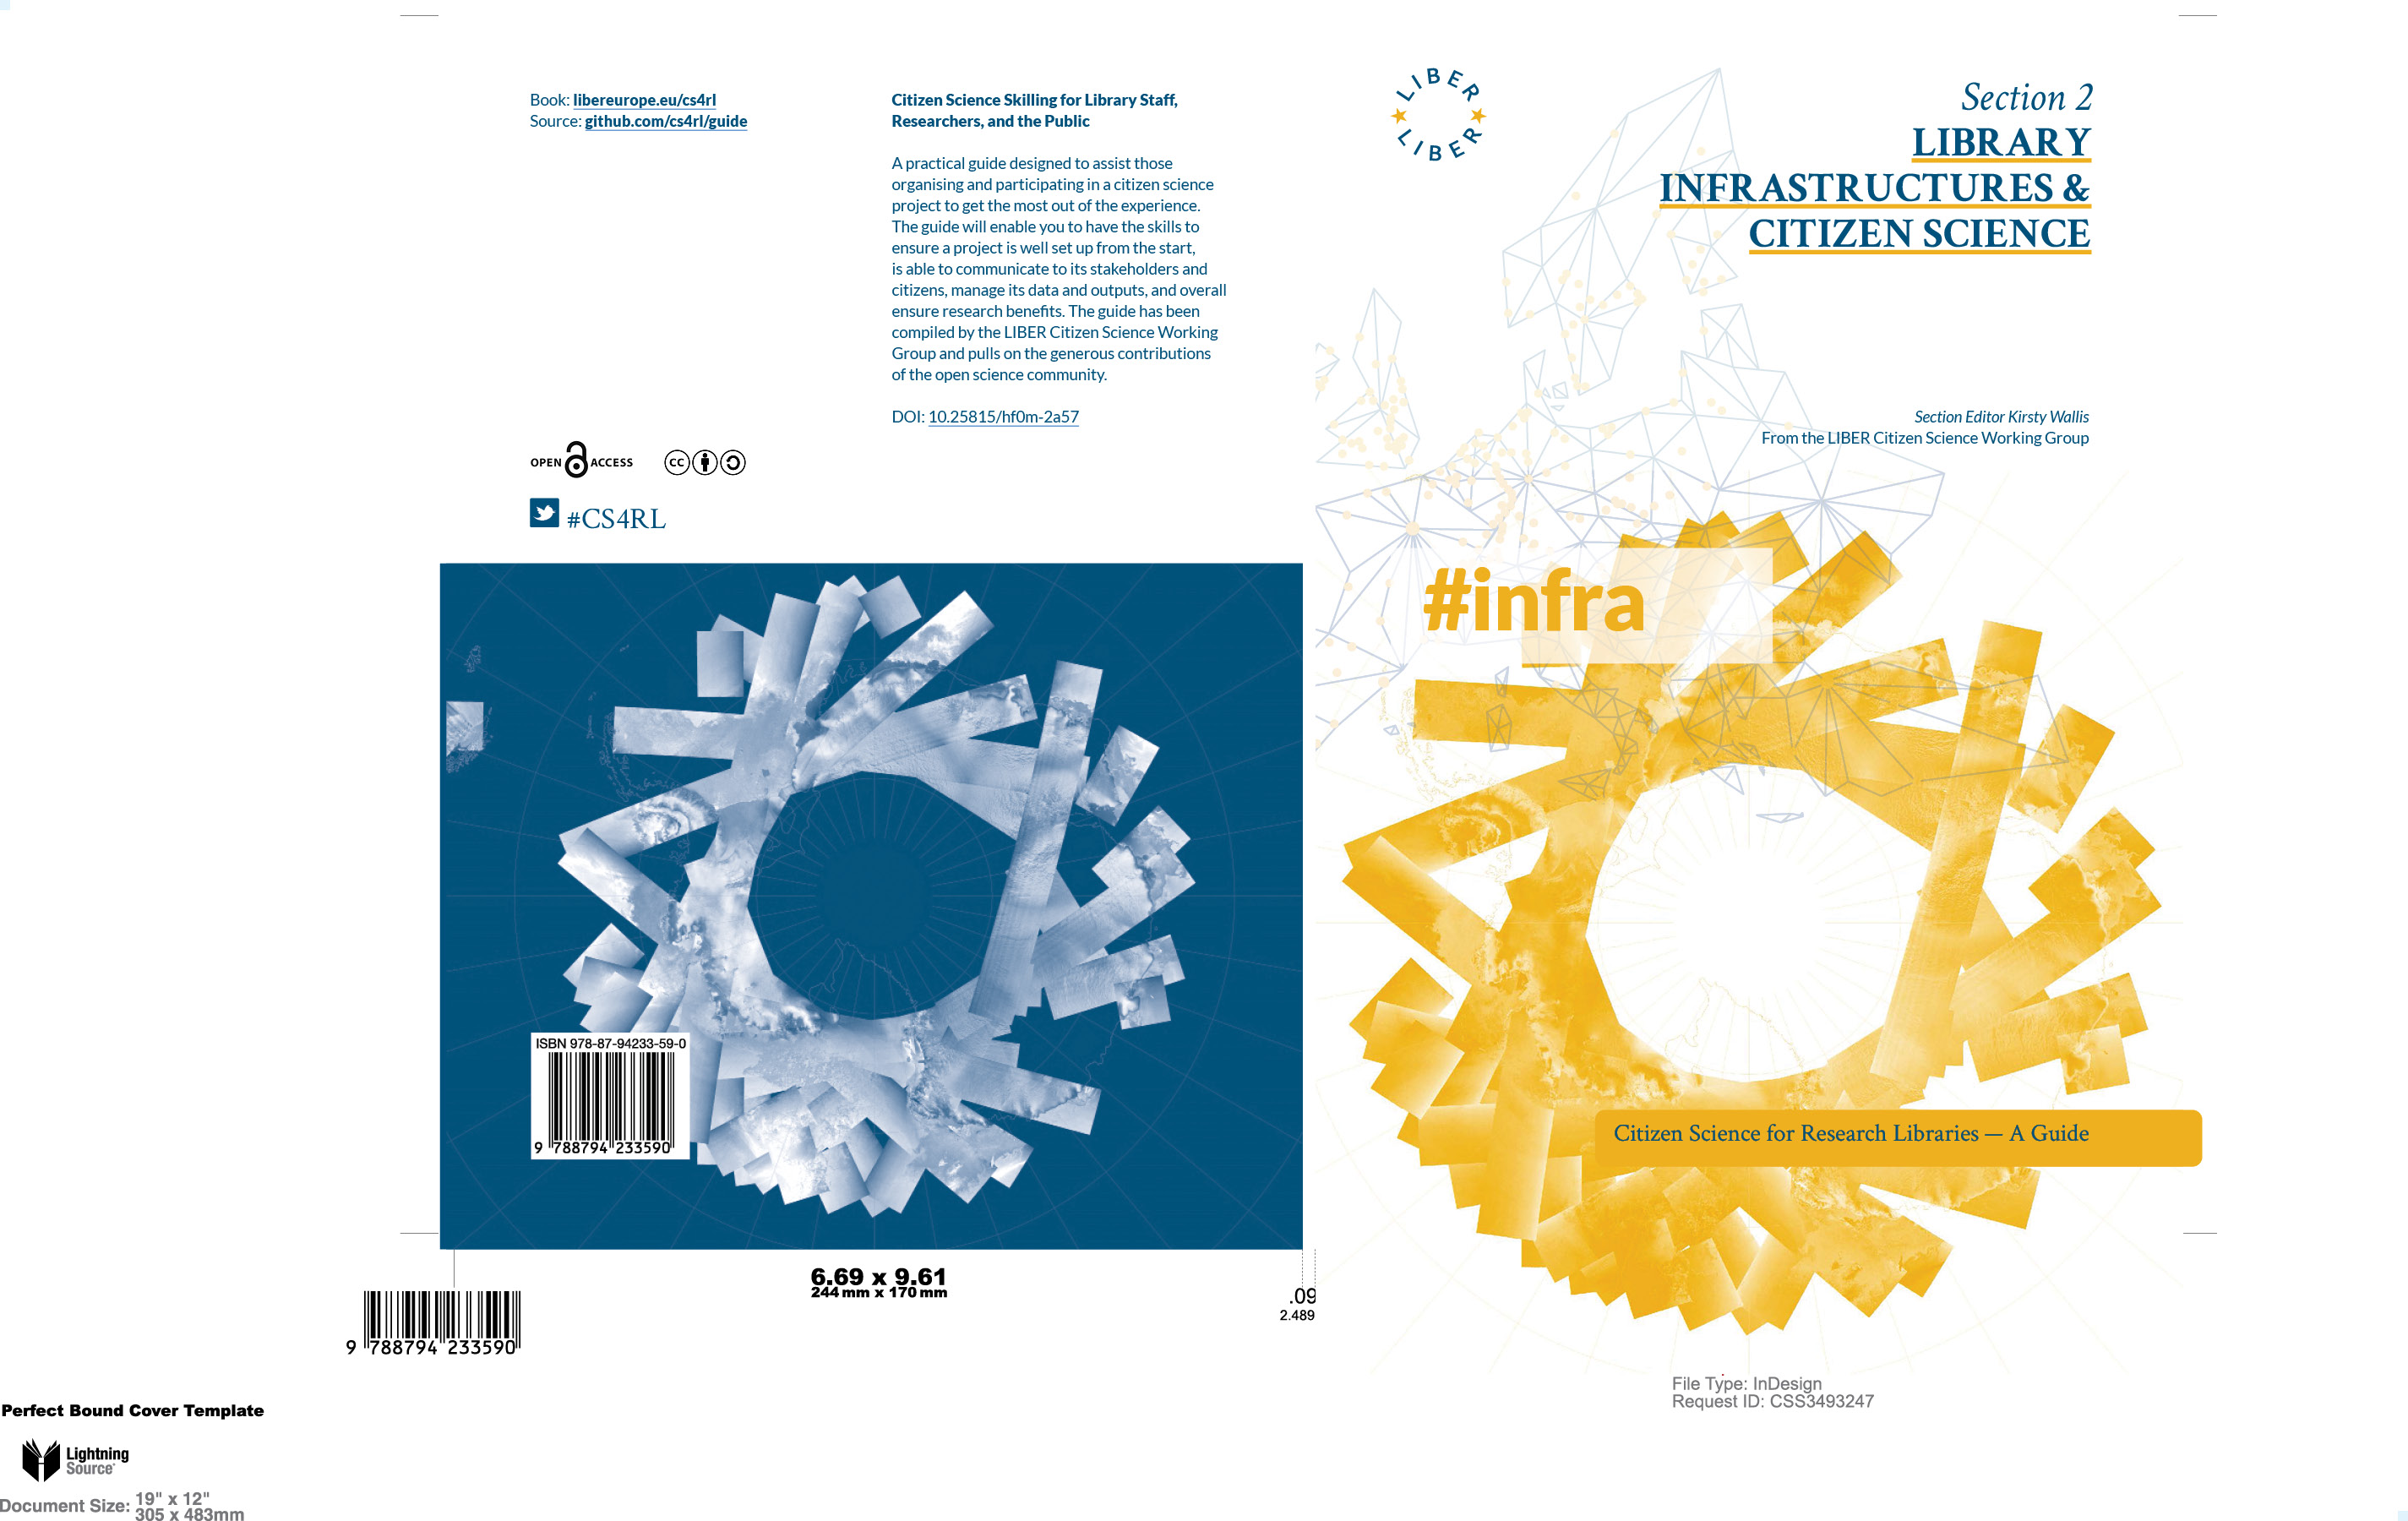 Book: libereurope.eu/cs4rl
Source: github.com/cs4rl/guide
OPEN ACCESS
CC
#CS4RL
Citizen Science Skilling for Library Staff,
Researchers, and the Public
A practical guide designed to assist those
organising and participating in a citizen science
project to get the most out of the experience.
The guide will enable you to have the skills to
ensure a project is well set up from the start,
is able to communicate to its stakeholders and
citizens, manage its data and outputs, and overall
ensure research benefits. The guide has been
compiled by the LIBER Citizen Science Working
Group and pulls on the generous contributions
of the open science community.
DOI: 10.25815/hf0m-2a57
ISBN 978-87-94233-59-0
9 788794 233590
LIBER
LIBER
Section 2
LIBRARY
INFRASTRUCTURES &
CITIZEN SCIENCE
Section Editor Kirsty Wallis
From the LIBER Citizen Science Working Group
#infra
Citizen Science for Research Libraries — A Guide
6.69 x 9.61
244 mm x 170 mm
.09
2.489
9 788794 233590
File Type: InDesign
Request ID: CSS3493247
Perfect Bound Cover Template
Lightning
Source
Document Size: 19" x 12"
305 x 483mm